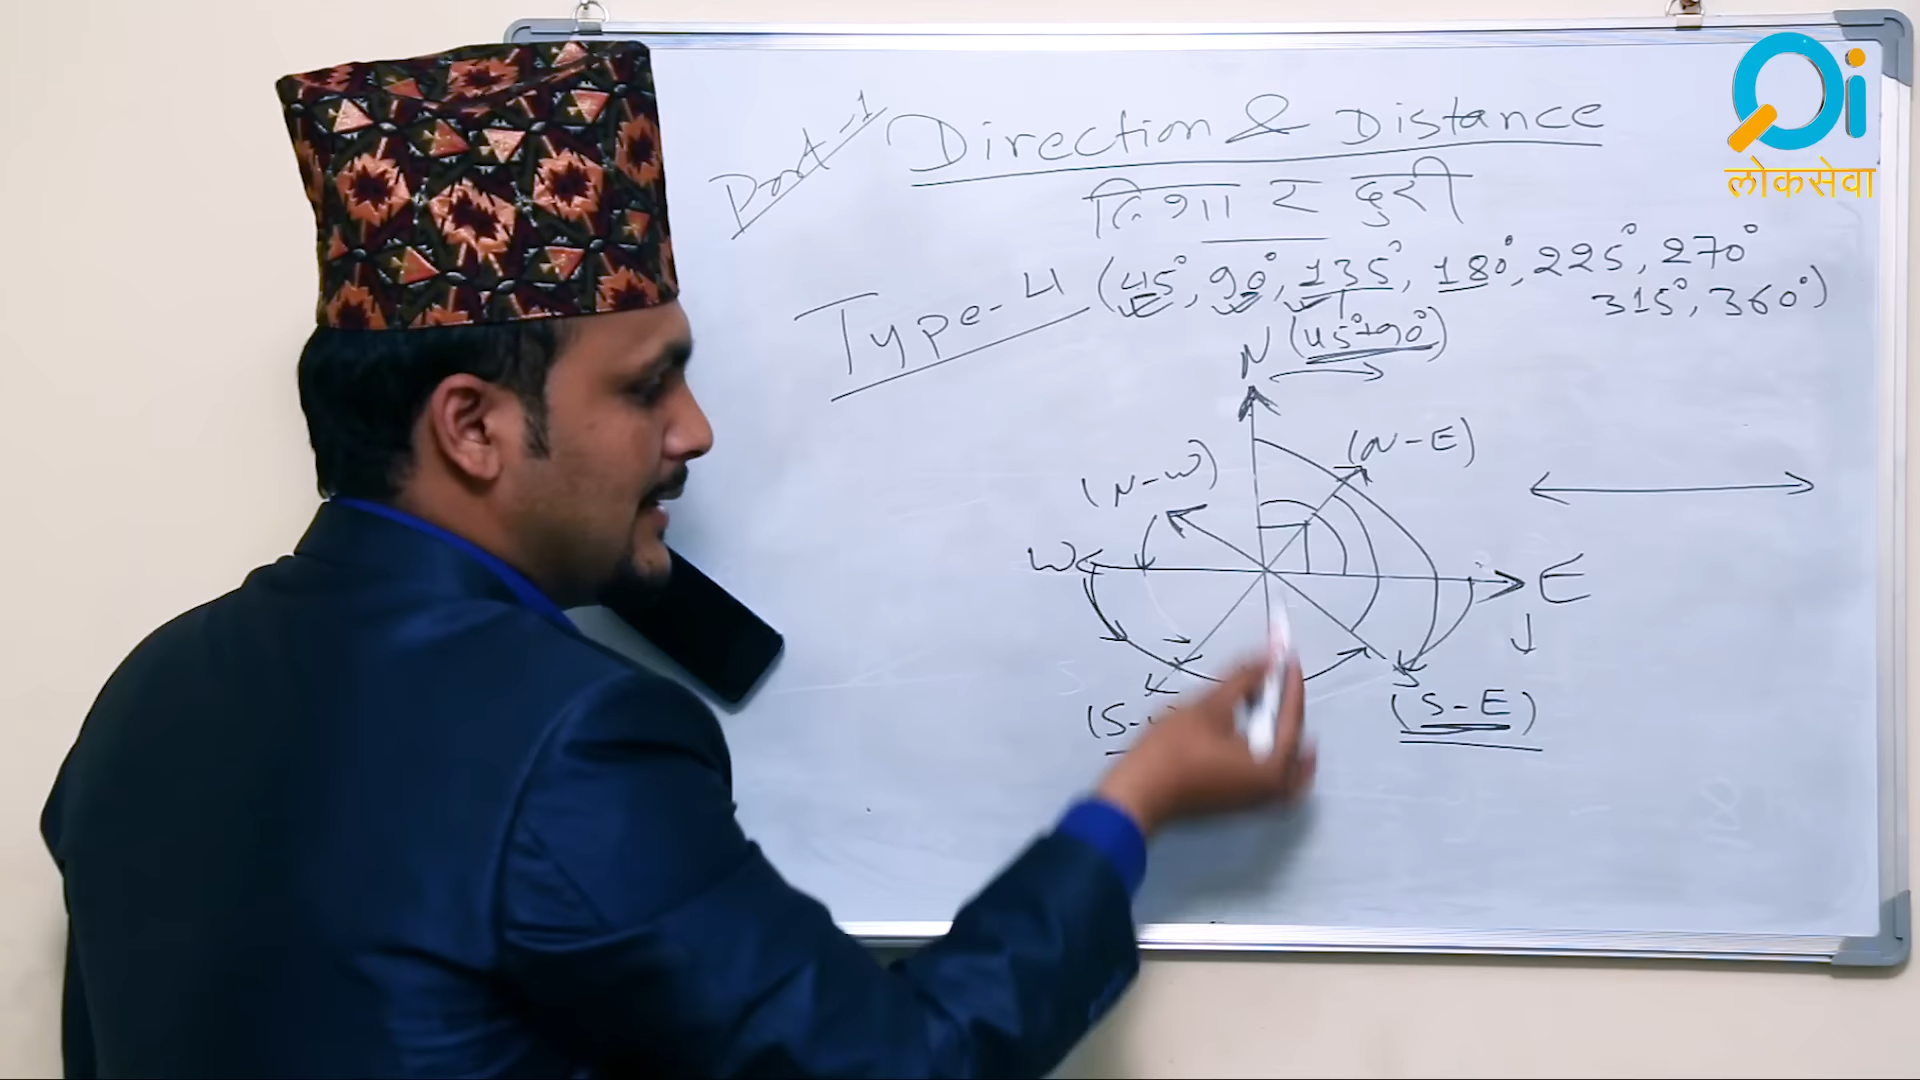 Part-1
Direction & Distance
दिशा र दुरी
Type-4 (45°, 90°, 135°, 180°, 225°, 270°
315°, 360°)
N (45°+90°)
(N-E)
(N-W)
W
E
(S-
(S-E)
लोकसेवा